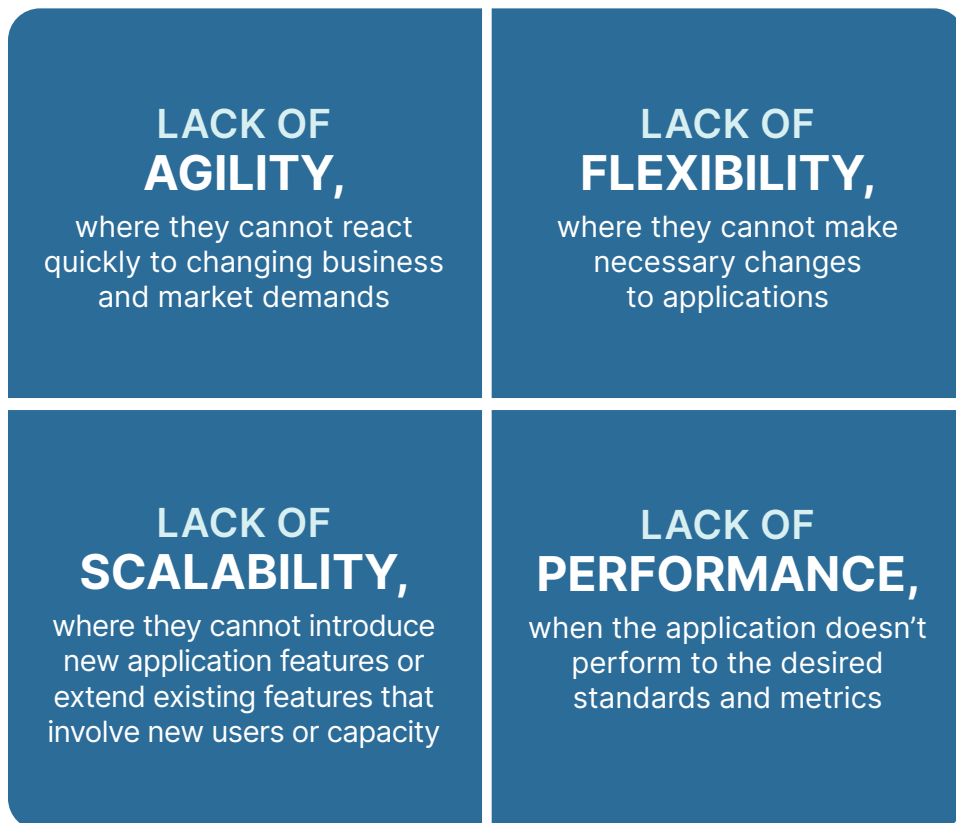 LACK OF
AGILITY,
where they cannot react
quickly to changing business
and market demands
LACK OF
FLEXIBILITY,
where they cannot make
necessary changes
to applications
LACK OF
SCALABILITY,
where they cannot introduce
new application features or
extend existing features that
involve new users or capacity
LACK OF
PERFORMANCE,
when the application doesn’t
perform to the desired
standards and metrics